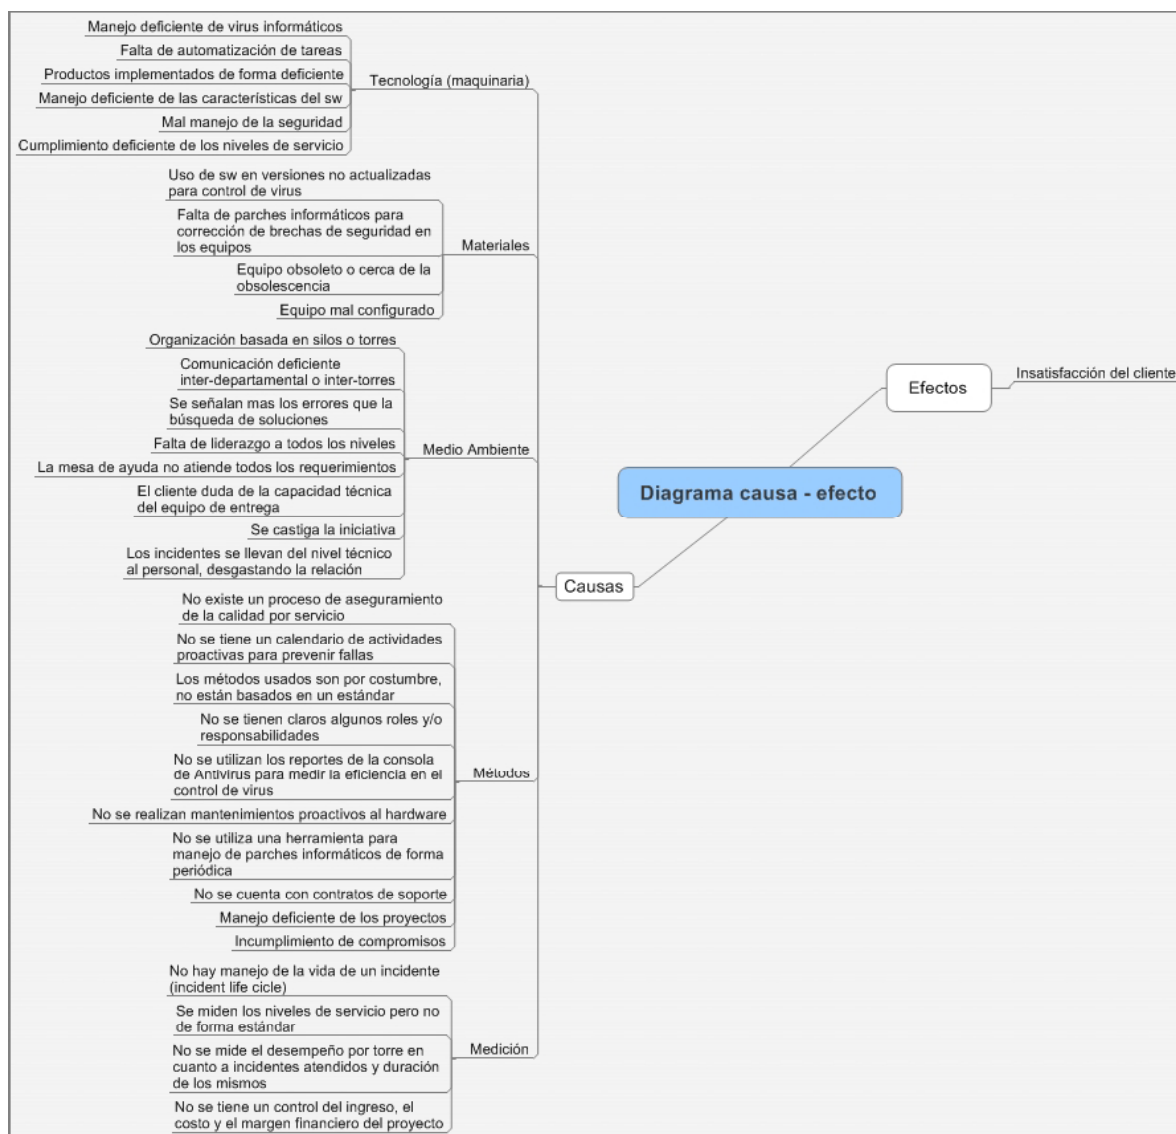 Manejo deficiente de virus informáticos
Falta de automatización de tareas
Productos implementados de forma deficiente
Manejo deficiente de las características del sw
Mal manejo de la seguridad
Cumplimiento deficiente de los niveles de servicio
Tecnología (maquinaria)
Uso de sw en versiones no actualizadas
para control de virus
Falta de parches informáticos para
corrección de brechas de seguridad en
los equipos
Equipo obsoleto o cerca de la
obsolescencia
Equipo mal configurado
Materiales
Organización basada en silos o torres
Comunicación deficiente
inter-departamental o inter-torres
Se señalan mas los errores que la
búsqueda de soluciones
Falta de liderazgo a todos los niveles
La mesa de ayuda no atiende todos los requerimientos
El cliente duda de la capacidad técnica
del equipo de entrega
Se castiga la iniciativa
Los incidentes se llevan del nivel técnico
al personal, desgastando la relación
Medio Ambiente
No existe un proceso de aseguramiento
de la calidad por servicio
No se tiene un calendario de actividades
proactivas para prevenir fallas
Los métodos usados son por costumbre,
no están basados en un estándar
No se tienen claros algunos roles y/o
responsabilidades
No se utilizan los reportes de la consola
de Antivirus para medir la eficiencia en el
control de virus
No se realizan mantenimientos proactivos al hardware
No se utiliza una herramienta para
manejo de parches informáticos de forma
periódica
No se cuenta con contratos de soporte
Manejo deficiente de los proyectos
Incumplimiento de compromisos
Métodos
No hay manejo de la vida de un incidente
(incident life cicle)
Se miden los niveles de servicio pero no
de forma estándar
No se mide el desempeño por torre en
cuanto a incidentes atendidos y duración
de los mismos
No se tiene un control del ingreso, el
costo y el margen financiero del proyecto
Medición
Causas
Diagrama causa - efecto
Efectos
Insatisfacción del cliente